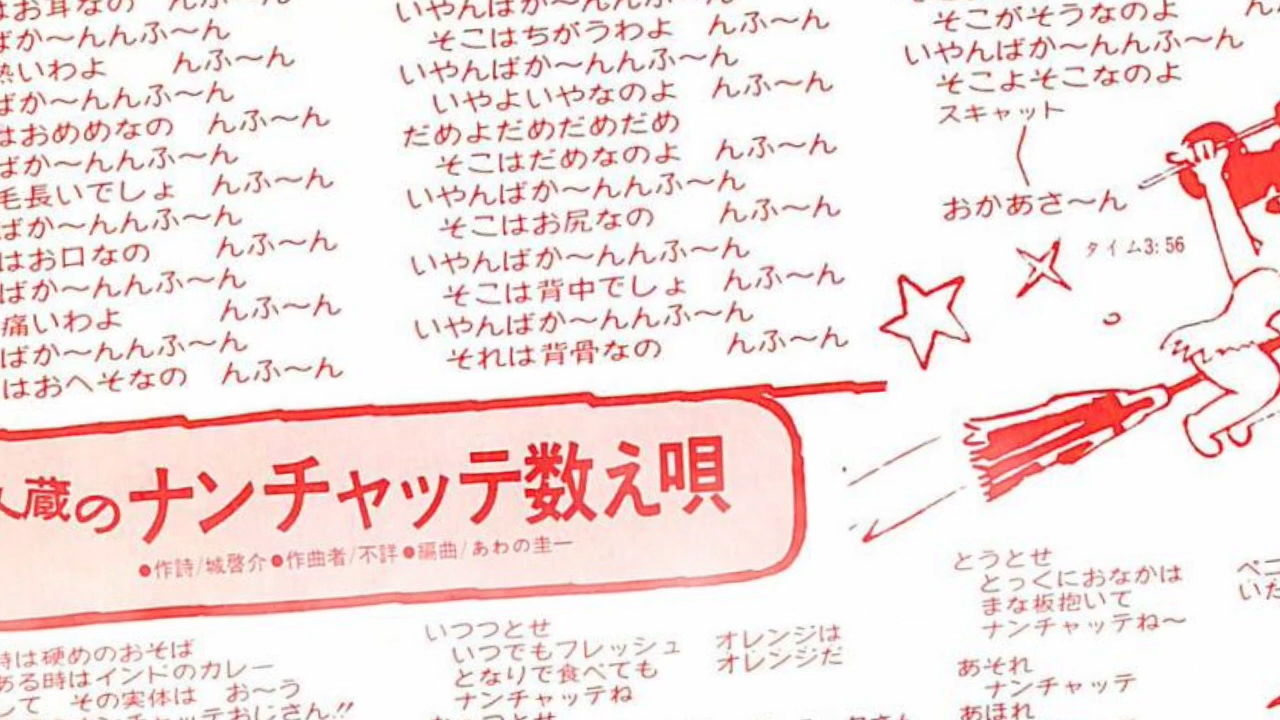 はお耳なの　んふ〜ん
ばか〜んんふ〜ん
熱いわよ　んふ〜ん
ばか〜んんふ〜ん
はおめめなの　んふ〜ん
ばか〜んんふ〜ん
毛長いでしょ　んふ〜ん
ばか〜んんふ〜ん
はお口なの　んふ〜ん
ばか〜んんふ〜ん
痛いわよ　んふ〜ん
ばか〜んんふ〜ん
はおへそなの　んふ〜ん
いやんばか〜んんふ〜ん
そこはちがうわよ　んふ〜ん
いやんばか〜んんふ〜ん
いやよいやなのよ　んふ〜ん
だめよだめだめだめ
そこはだめなのよ　んふ〜ん
いやんばか〜んんふ〜ん
そこはお尻なの　んふ〜ん
いやんばか〜んんふ〜ん
そこは背中でしょ　んふ〜ん
いやんばか〜んんふ〜ん
それは背骨なの　んふ〜ん
そこがそうなのよ
いやんばか〜んんふ〜ん
そこよそこなのよ
スキャット
おかあさ〜ん
タイム3:56
蔵のナンチャッテ数え唄
●作詩/城啓介●作曲者/不詳●編曲/あわの圭一
時は硬めのおそば
ある時はインドのカレー
して　その実体は　お〜う
ナンチャッテおじさん!!
いつつとせ
いつでもフレッシュ　オレンジは
となりで食べても　オレンジだ
ナンチャッテね
とうとせ
とっくにおなかは
まな板抱いて
ナンチャッテね〜
あそれ
ナンチャッテ
あほれ